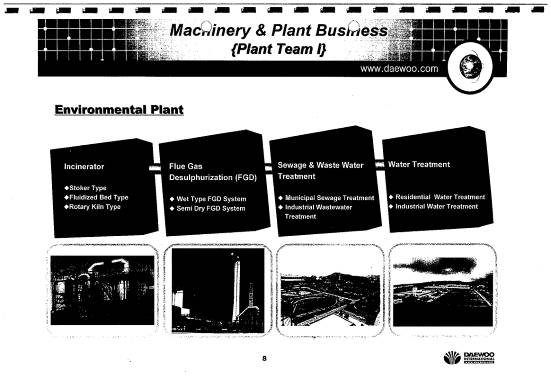 Machinery & Plant Business
{Plant Team I}
www.daewoo.com
Environmental Plant
Incinerator
◆Stoker Type
◆Fluidized Bed Type
◆Rotary Kiln Type
Flue Gas
Desulphurization (FGD)
◆ Wet Type FGD System
◆ Semi Dry FGD System
Sewage & Waste Water
Treatment
◆ Municipal Sewage Treatment
◆ Industrial Wastewater
Treatment
Water Treatment
◆ Residential Water Treatment
◆ Industrial Water Treatment
8
DAEWOO
INTERNATIONAL